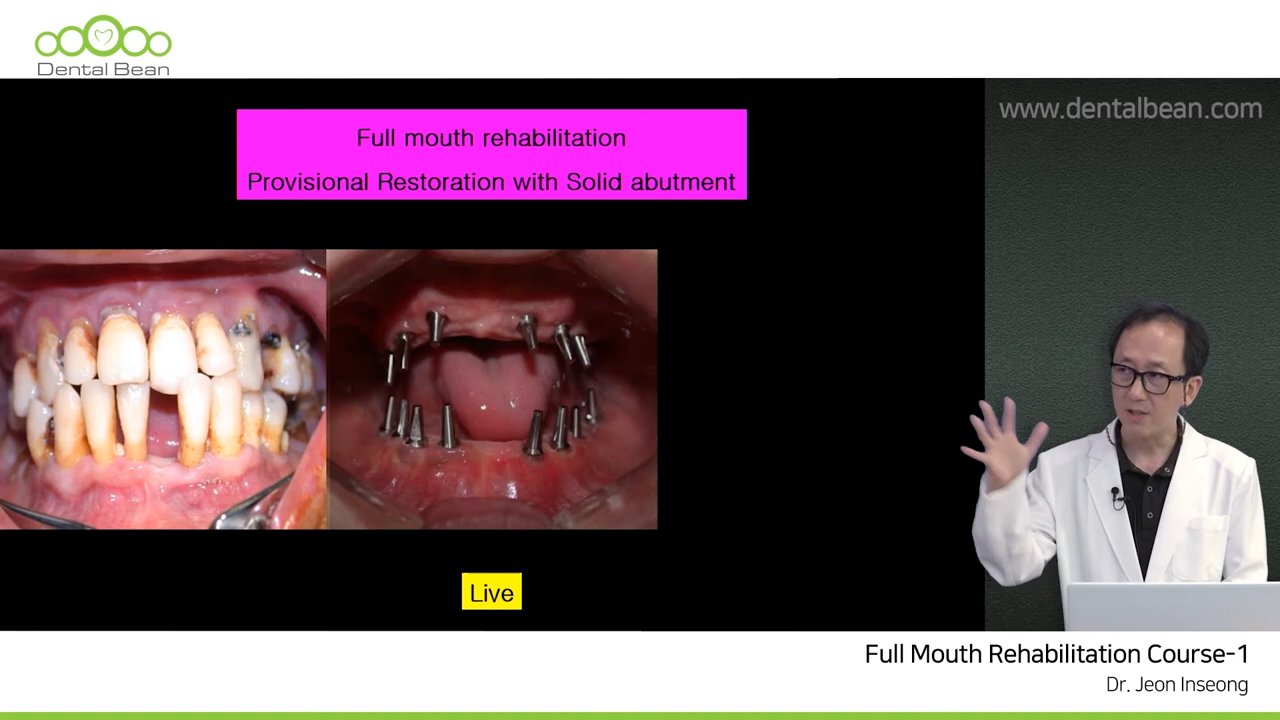 Dental Bean
www.dentalbean.com
Full mouth rehabilitation
Provisional Restoration with Solid abutment
Live
Full Mouth Rehabilitation Course-1
Dr. Jeon Inseong